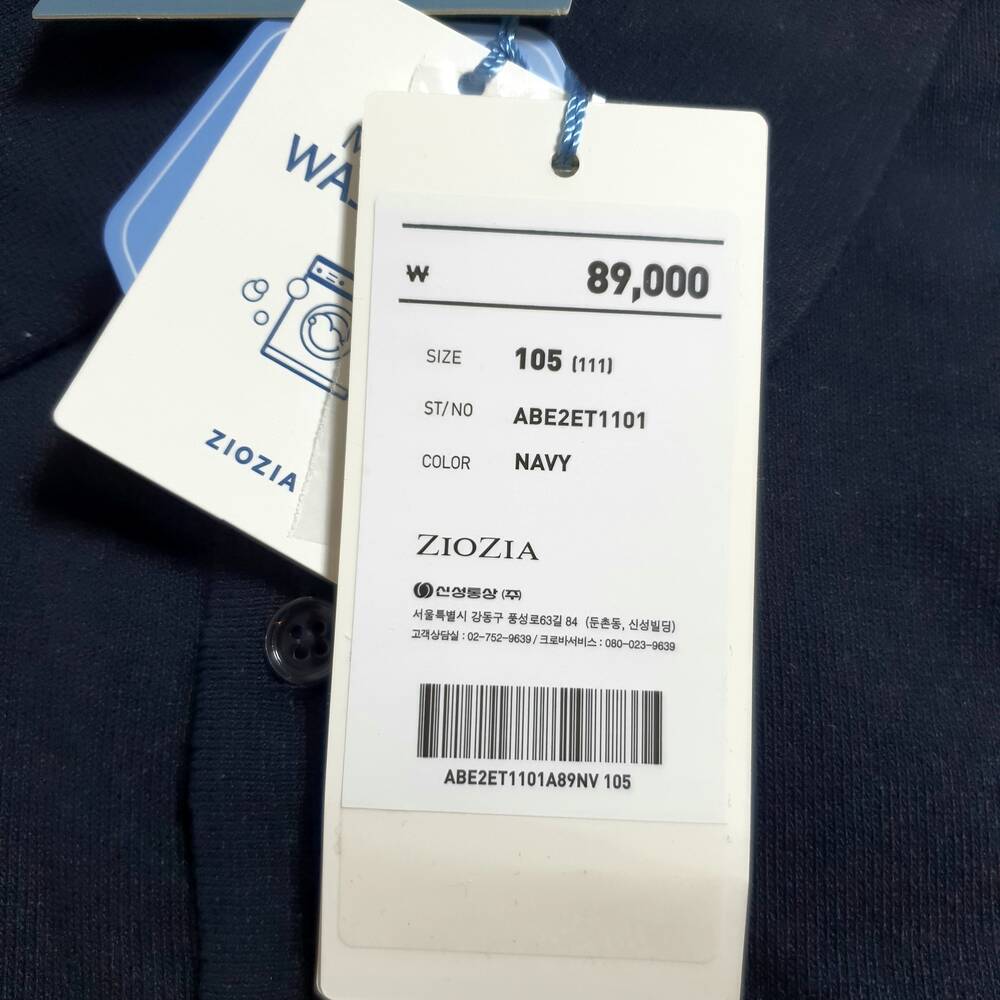 WA
ZIOZIA
₩ 89,000
SIZE 105 (111)
ST/NO ABE2ET1101
COLOR NAVY
ZIOZIA
신성통상 (주)
서울특별시 강동구 풍성로63길 84 (둔촌동, 신성빌딩)
고객상담실 : 02-752-9639 / 크로바서비스 : 080-023-9639
ABE2ET1101A89NV 105